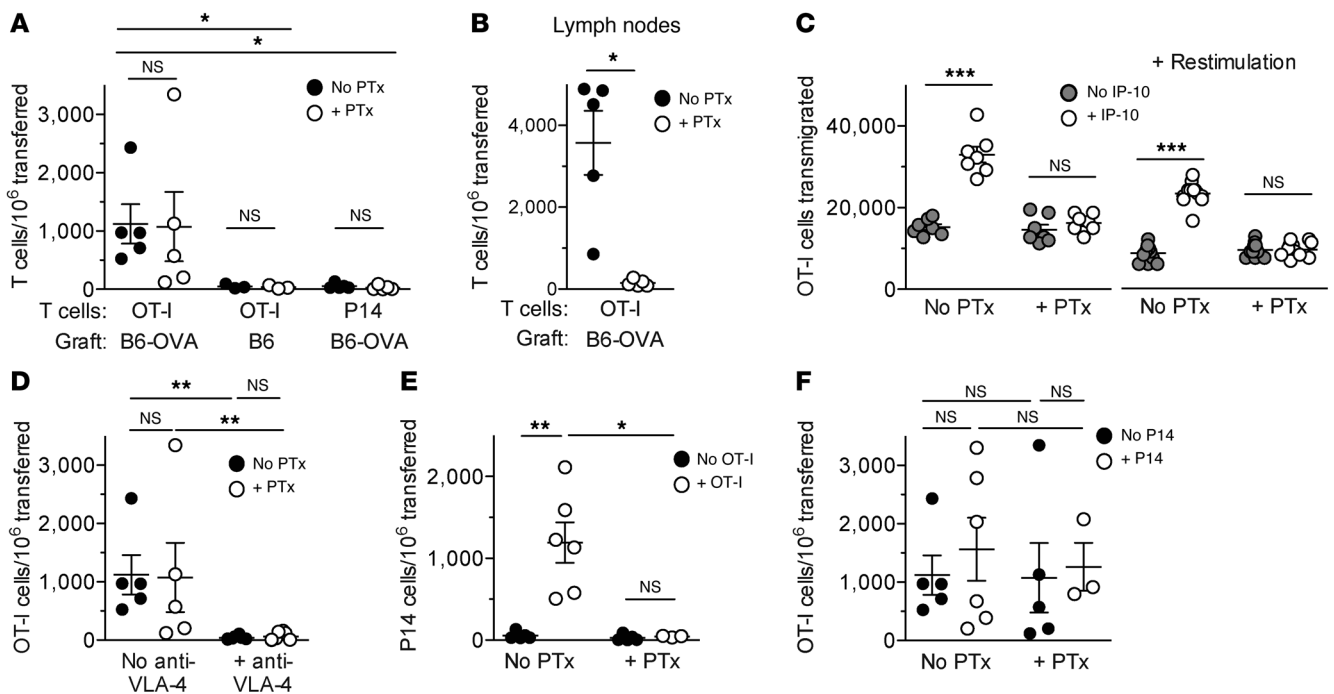 A
*
*
NS
No PTx
+ PTx
NS
NS
T cells/10⁶ transferred
3,000
2,000
1,000
0
T cells: OT-I OT-I P14
Graft: B6-OVA B6 B6-OVA
B
Lymph nodes
*
No PTx
+ PTx
T cells/10⁶ transferred
4,000
2,000
0
OT-I
B6-OVA
C
+ Restimulation
No IP-10
+ IP-10
***
NS
***
NS
OT-I cells transmigrated
40,000
20,000
0
No PTx + PTx No PTx + PTx
D
** NS
NS **
No PTx
+ PTx
OT-I cells/10⁶ transferred
3,000
2,000
1,000
0
No anti-
VLA-4
+ anti-
VLA-4
E
** *
No OT-I
+ OT-I
NS
P14 cells/10⁶ transferred
2,000
1,000
0
No PTx + PTx
F
NS NS
NS NS
No P14
+ P14
OT-I cells/10⁶ transferred
3,000
2,000
1,000
0
No PTx + PTx